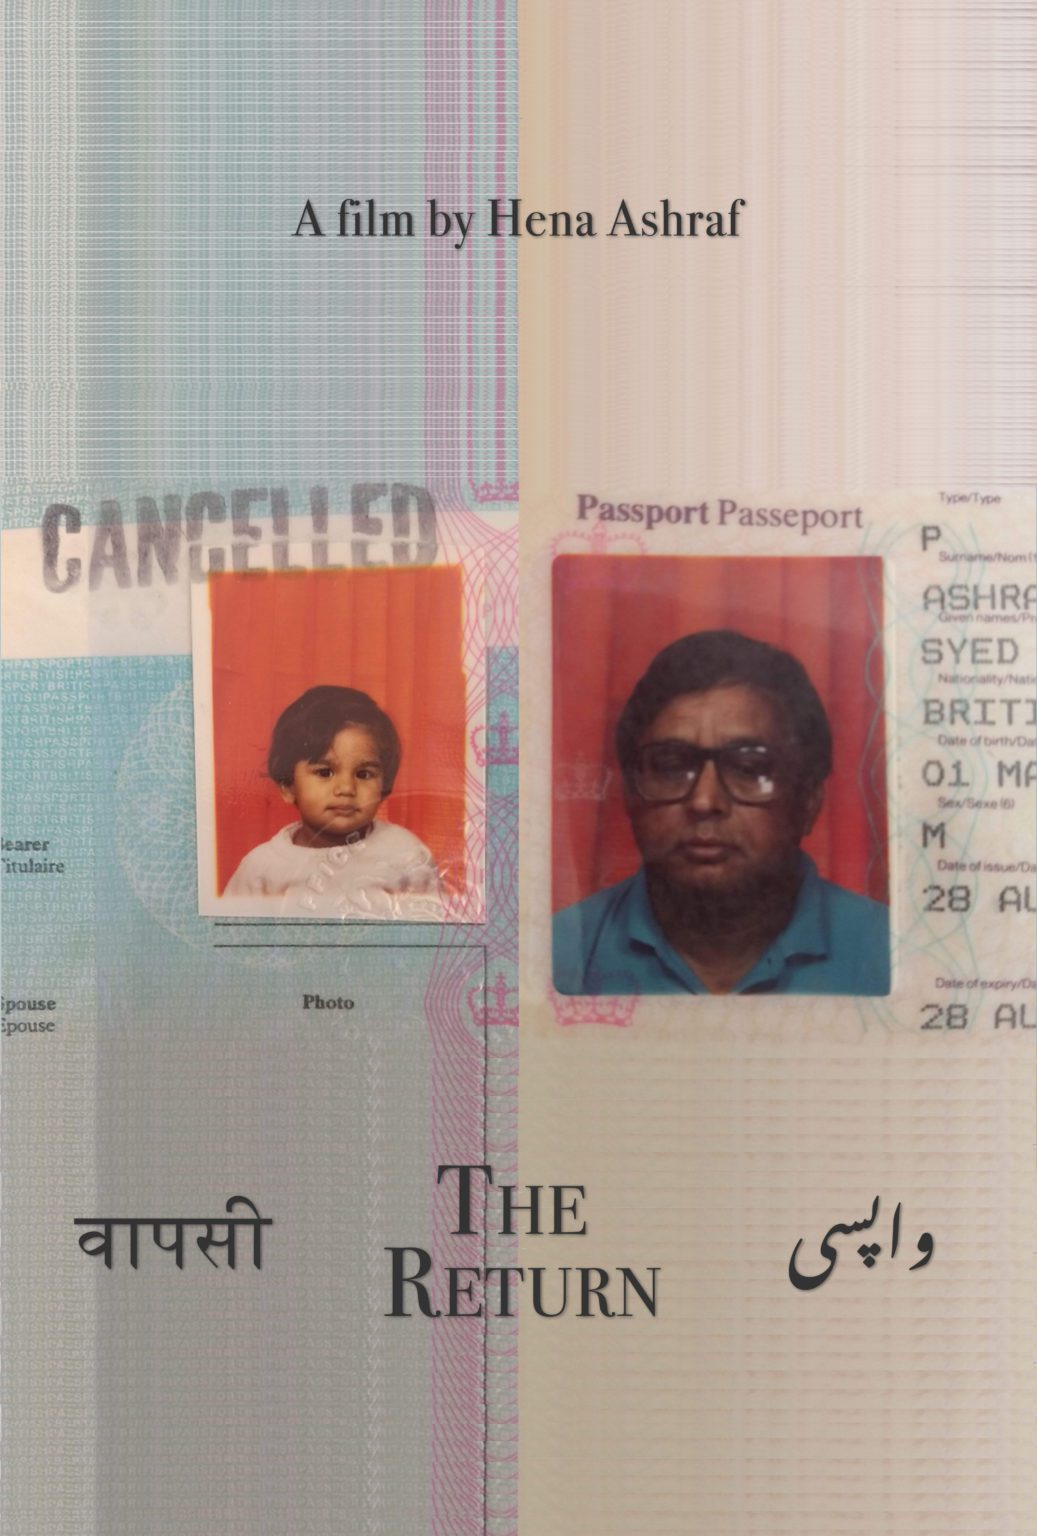 A film by Hena Ashraf
CANCELLED
Bearer
Titulaire
Spouse
Epouse
Photo
Passport Passeport
Type/Type
P
Surname/Nom
ASHRA
Given names/Pr
SYED
Nationality/Nati
BRITI
Date of birth/Da
01 MA
Sex/Sexe (6)
M
Date of issue/Da
28 AU
Date of expiry/Da
28 AU
वापसी
THE
RETURN
واپسی